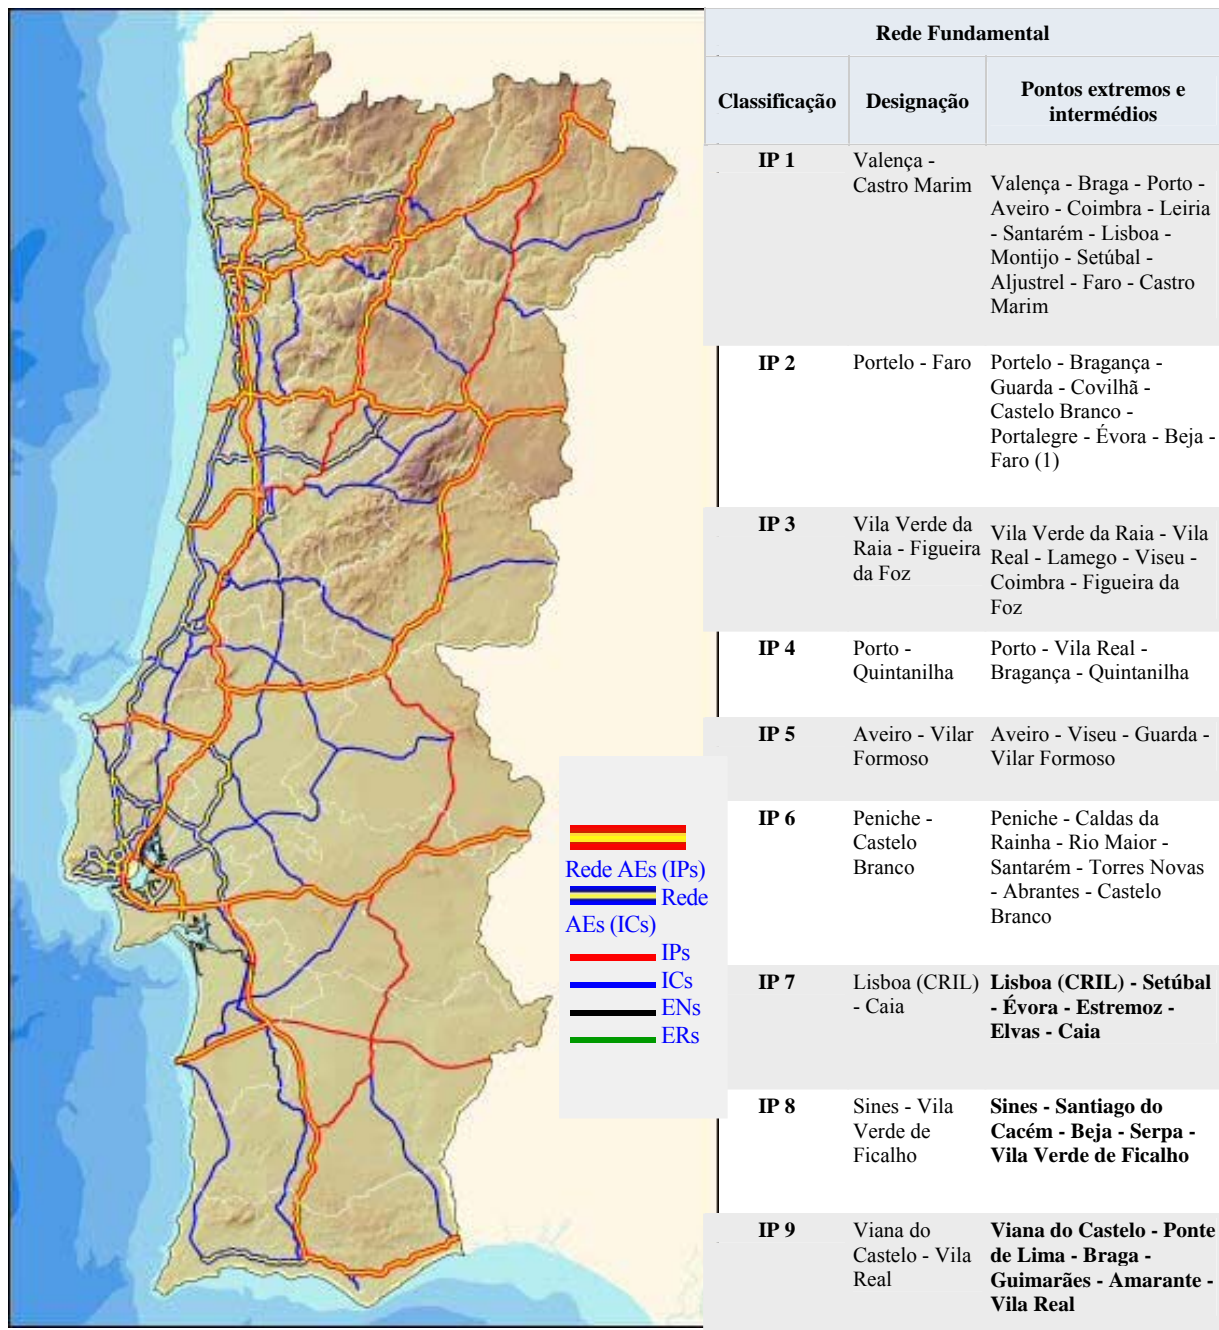 Rede Fundamental
Classificação
Designação
Pontos extremos e
intermédios
IP 1
Valença -
Castro Marim
Valença - Braga - Porto -
Aveiro - Coimbra - Leiria
- Santarém - Lisboa -
Montijo - Setúbal -
Aljustrel - Faro - Castro
Marim
IP 2
Portelo - Faro
Portelo - Bragança -
Guarda - Covilhã -
Castelo Branco -
Portalegre - Évora - Beja -
Faro (1)
IP 3
Vila Verde da
Raia - Figueira
da Foz
Vila Verde da Raia - Vila
Real - Lamego - Viseu -
Coimbra - Figueira da
Foz
IP 4
Porto -
Quintanilha
Porto - Vila Real -
Bragança - Quintanilha
IP 5
Aveiro - Vilar
Formoso
Aveiro - Viseu - Guarda -
Vilar Formoso
IP 6
Peniche -
Castelo
Branco
Peniche - Caldas da
Rainha - Rio Maior -
Santarém - Torres Novas
- Abrantes - Castelo
Branco
IP 7
Lisboa (CRIL)
- Caia
Lisboa (CRIL) - Setúbal
- Évora - Estremoz -
Elvas - Caia
IP 8
Sines - Vila
Verde de
Ficalho
Sines - Santiago do
Cacém - Beja - Serpa -
Vila Verde de Ficalho
IP 9
Viana do
Castelo - Vila
Real
Viana do Castelo - Ponte
de Lima - Braga -
Guimarães - Amarante -
Vila Real
Rede AEs (IPs)
Rede
AEs (ICs)
IPs
ICs
ENs
ERs